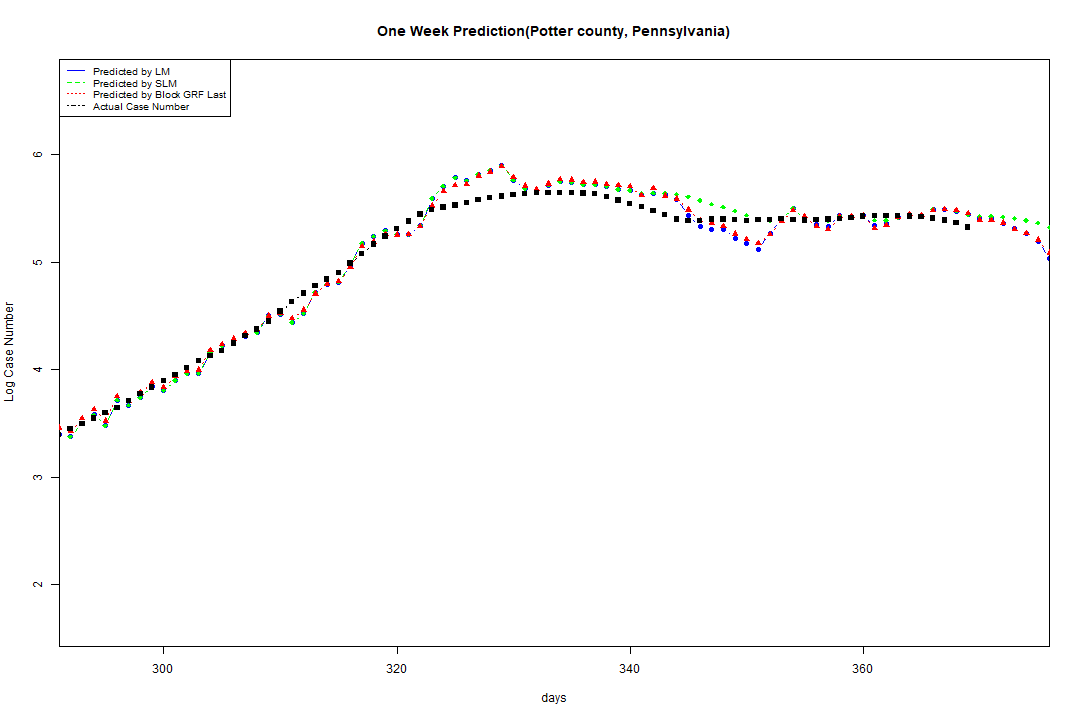 One Week Prediction(Potter county, Pennsylvania)
Predicted by LM
Predicted by SLM
Predicted by Block GRF Last
Actual Case Number
6
5
4
3
2
Log Case Number
300 320 340 360
days